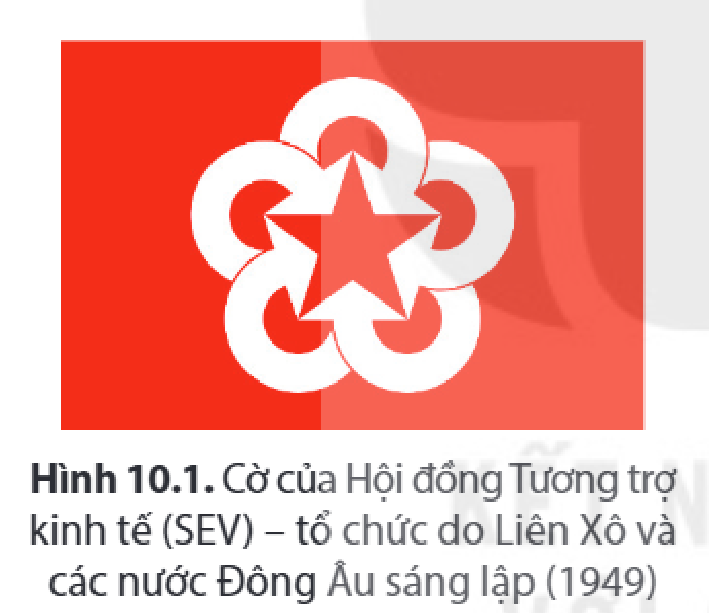 Hình 10.1. Cờ của Hội đồng Tương trợ
kinh tế (SEV) – tổ chức do Liên Xô và
các nước Đông Âu sáng lập (1949)
KẾT N